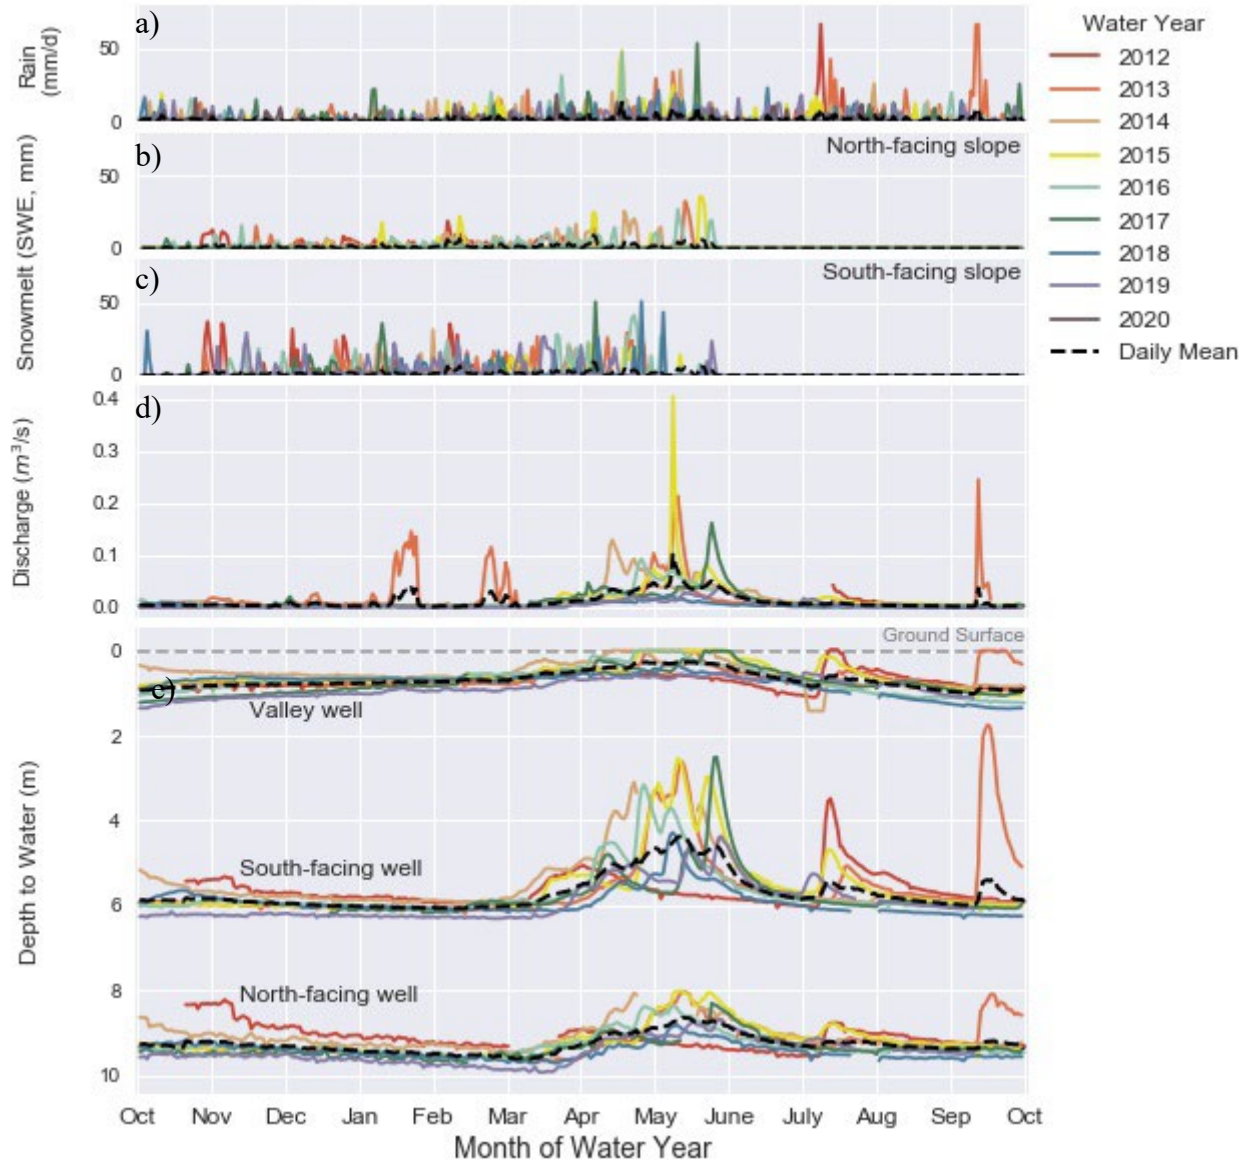 a)
Rain
(mm/d)
50
0
b)
North-facing slope
Snowmelt (SWE, mm)
50
0
c)
South-facing slope
50
0
d)
Discharge (m³/s)
0.4
0.3
0.2
0.1
0.0
Ground Surface
e)
Valley well
South-facing well
North-facing well
Depth to Water (m)
0
2
4
6
8
10
Oct Nov Dec Jan Feb Mar Apr May June July Aug Sep Oct
Month of Water Year
Water Year
2012
2013
2014
2015
2016
2017
2018
2019
2020
Daily Mean